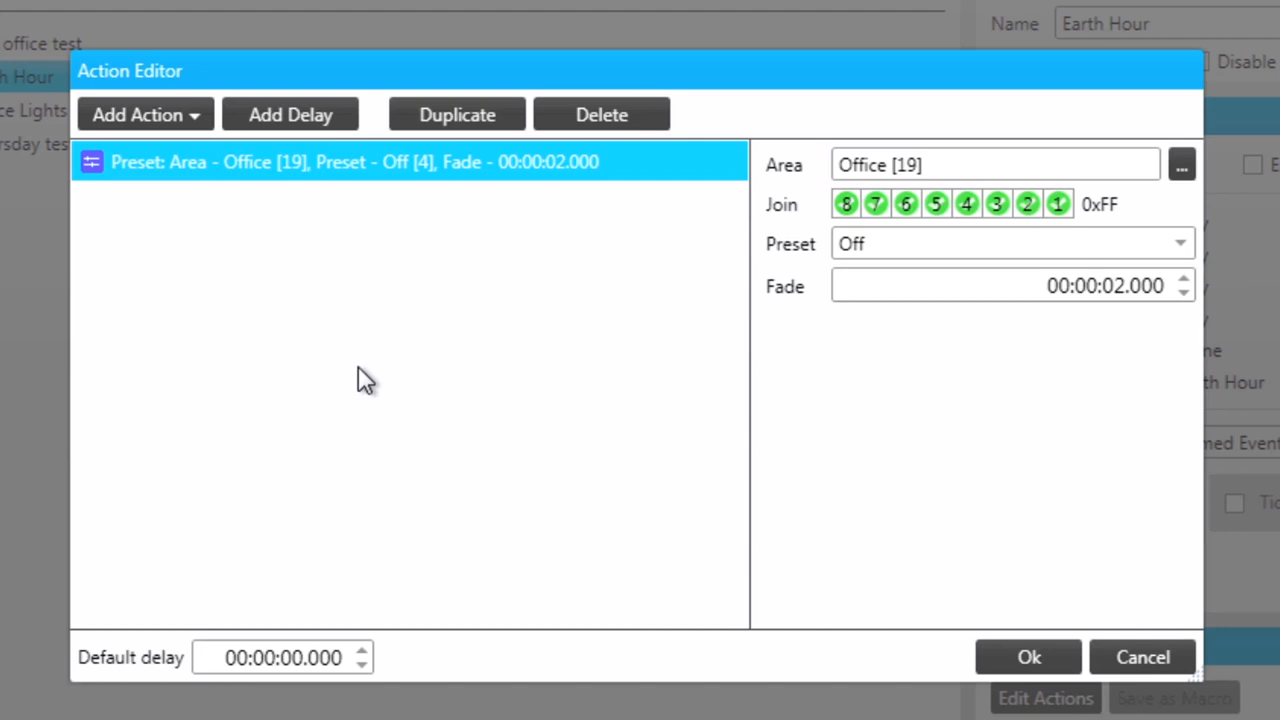 Name Earth Hour
office test
Disable
h Hour
Action Editor
ce Lights
Add Action Add Delay Duplicate Delete
rsday tes
Preset: Area - Office [19], Preset - Off [4], Fade - 00:00:02.000
Area Office [19] ...
Join 8 7 6 5 4 3 2 1 0xFF
Preset Off
Fade 00:00:02.000
ne
th Hour
med Event
Default delay 00:00:00.000
Ok Cancel
Edit Actions Save as Macro